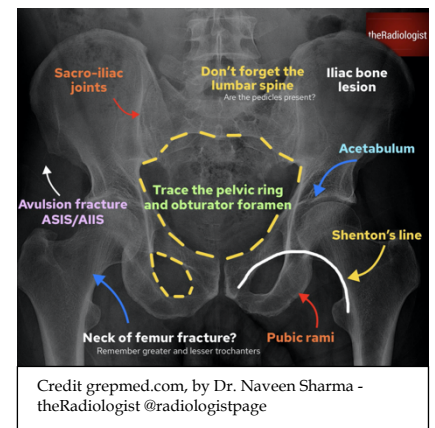 theRadiologist
Sacro-iliac
joints
Don't forget the
lumbar spine
Are the pedicles present?
Iliac bone
lesion
Acetabulum
Avulsion fracture
ASIS/AIIS
Trace the pelvic ring
and obturator foramen
Shenton's line
Neck of femur fracture?
Remember greater and lesser trochanters
Pubic rami
Credit grepmed.com, by Dr. Naveen Sharma -
theRadiologist @radiologistpage